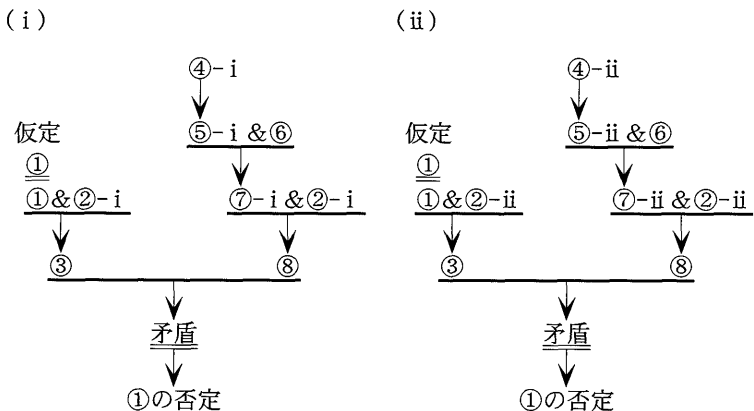 (ⅰ)
④-ⅰ
仮定
⑤-ⅰ&⑥
①
①&②-ⅰ
⑦-ⅰ&②-ⅰ
③
⑧
矛盾
①の否定
(ⅱ)
④-ⅱ
仮定
⑤-ⅱ&⑥
①
①&②-ⅱ
⑦-ⅱ&②-ⅱ
③
⑧
矛盾
①の否定